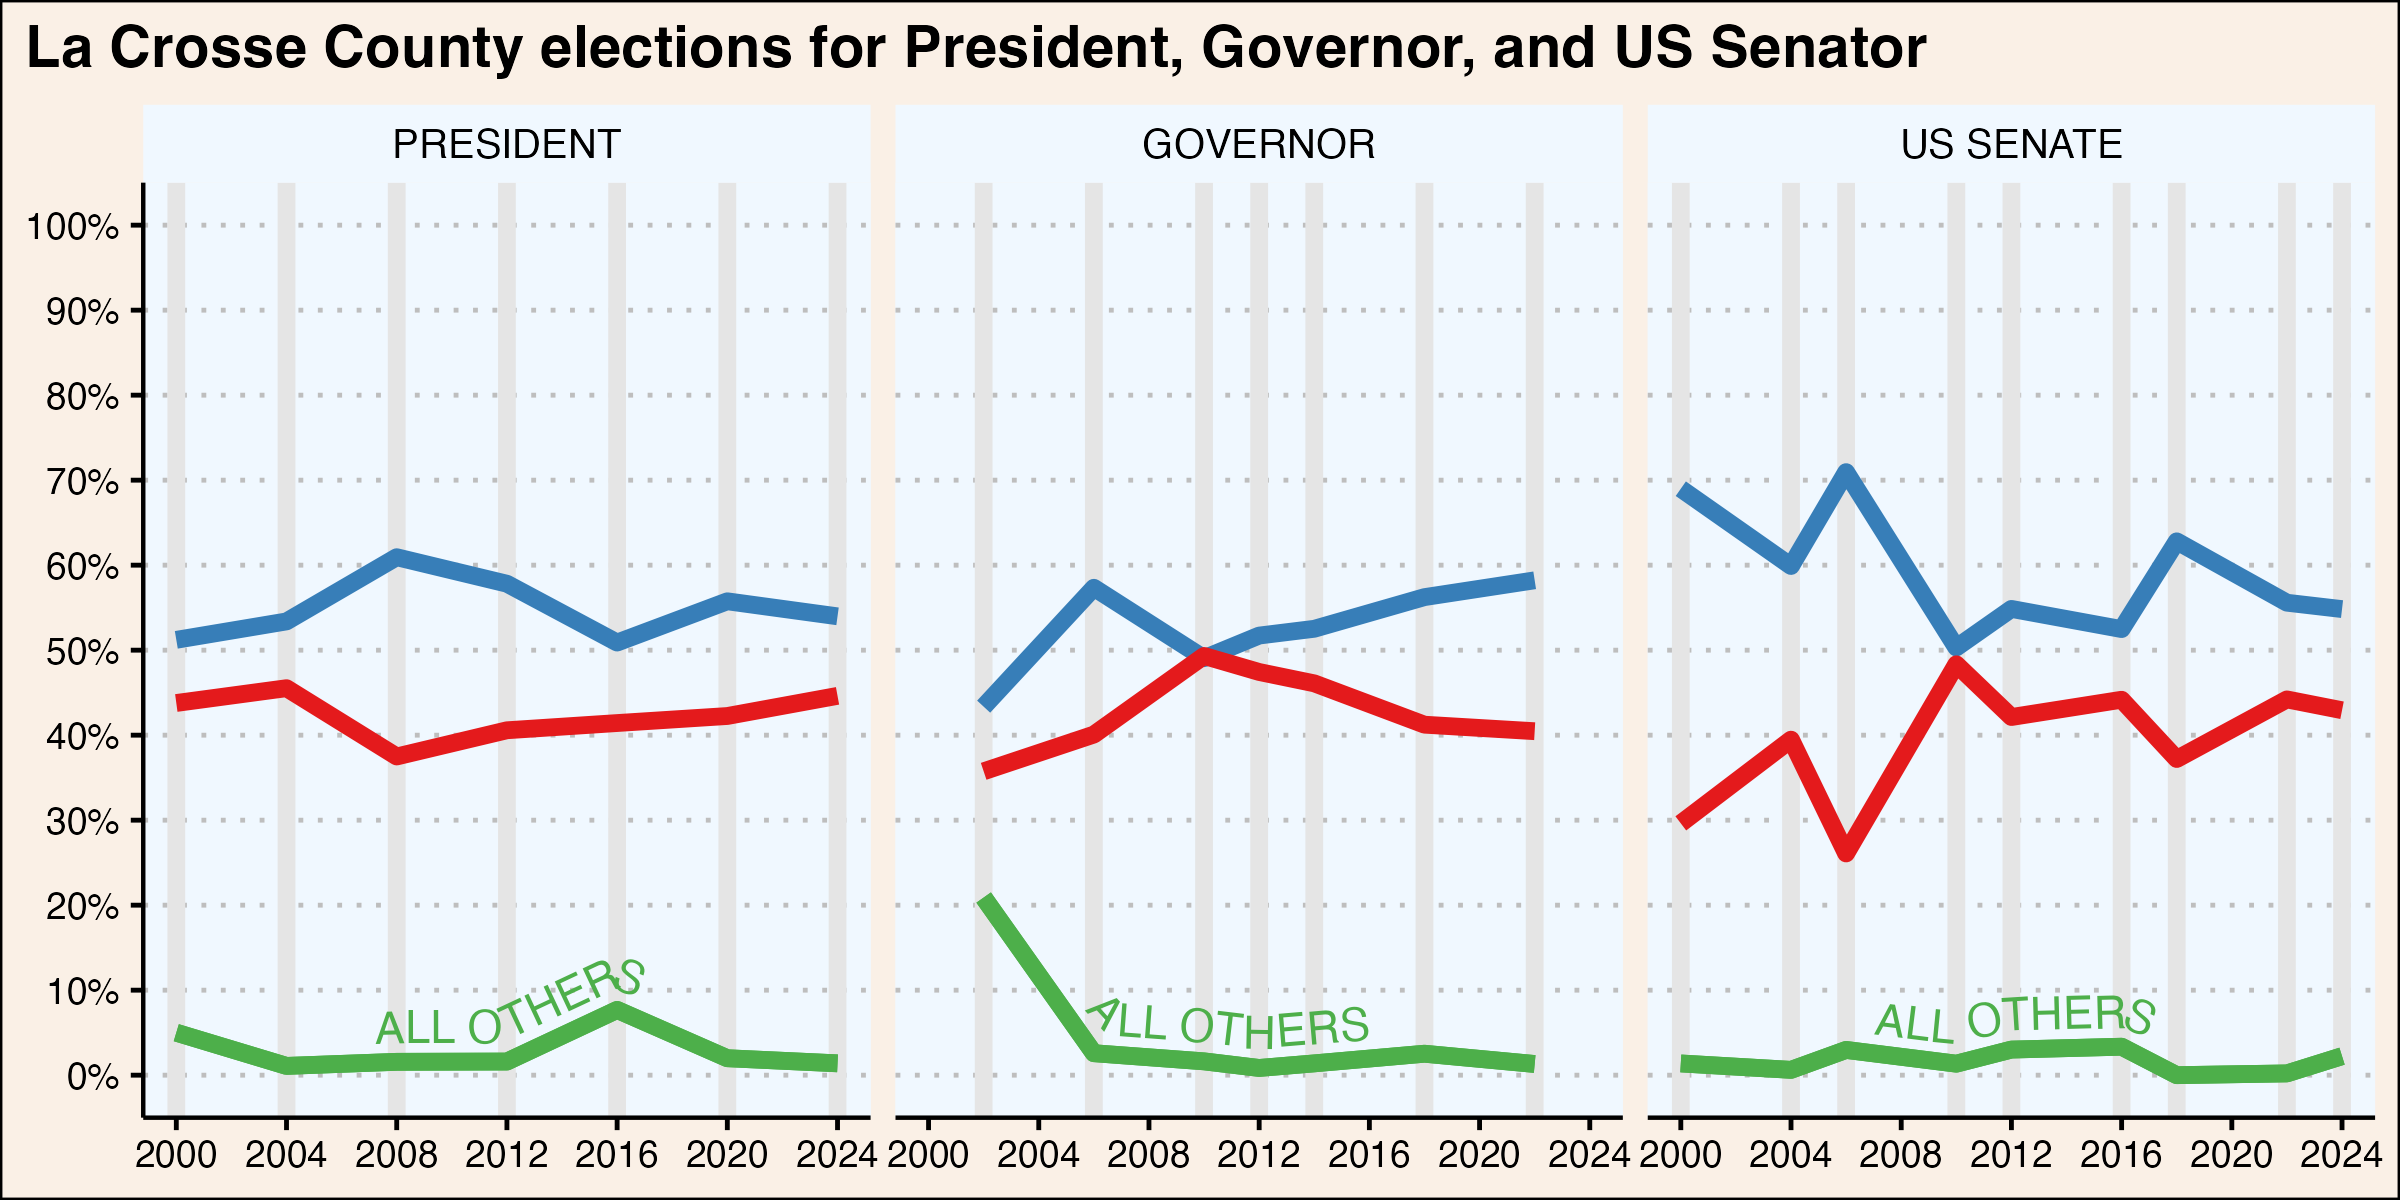 La Crosse County elections for President, Governor, and US Senator
PRESIDENT
GOVERNOR
US SENATE
100%
90%
80%
70%
60%
50%
40%
30%
20%
10%
0%
ALL OTHERS
ALL OTHERS
ALL OTHERS
2000 2004 2008 2012 2016 2020 2024
2000 2004 2008 2012 2016 2020 2024
2000 2004 2008 2012 2016 2020 2024